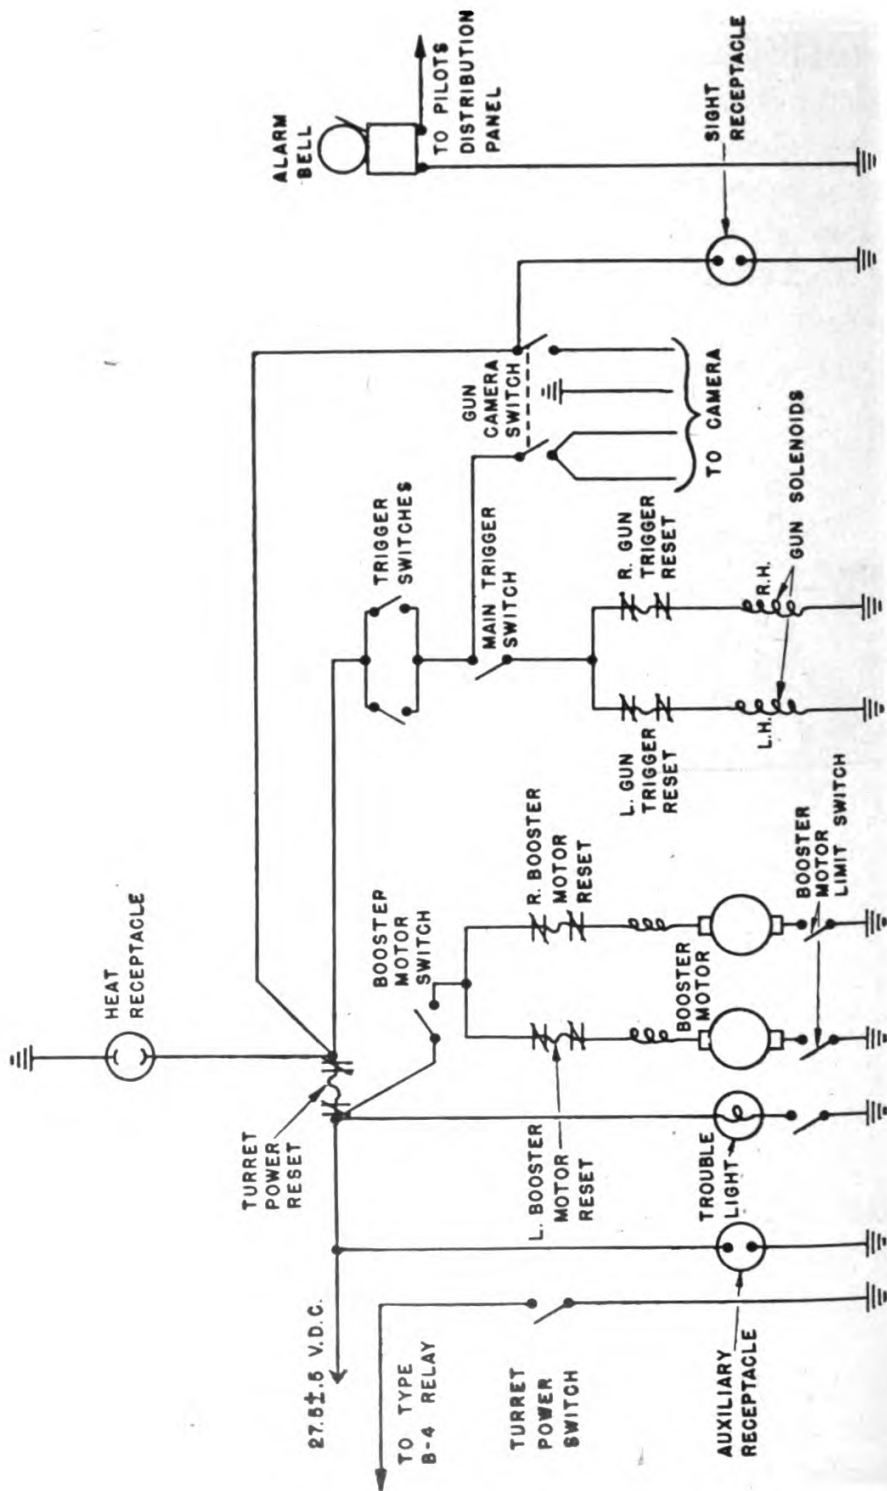 ALARM
BELL
TO PILOTS
DISTRIBUTION
PANEL
SIGHT
RECEPTACLE
GUN
CAMERA
SWITCH
TO CAMERA
TRIGGER
SWITCHES
MAIN TRIGGER
SWITCH
R. GUN
TRIGGER
RESET
L. GUN
TRIGGER
RESET
R.H.
L.H.
GUN SOLENOIDS
HEAT
RECEPTACLE
BOOSTER
MOTOR
SWITCH
R. BOOSTER
MOTOR
RESET
BOOSTER
MOTOR
BOOSTER
MOTOR
LIMIT SWITCH
TURRET
POWER
RESET
L. BOOSTER
MOTOR
RESET
TROUBLE
LIGHT
27.5±.5 V.D.C.
TO TYPE
B-4 RELAY
TURRET
POWER
SWITCH
AUXILIARY
RECEPTACLE